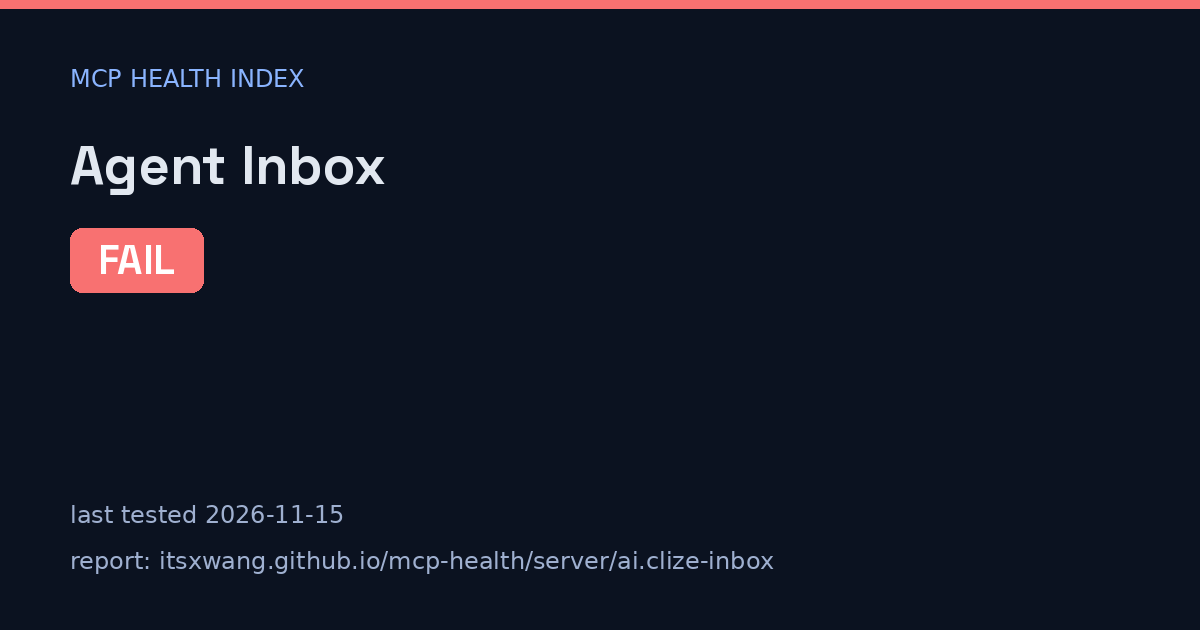 MCP HEALTH INDEX
Agent Inbox
FAIL
last tested 2026-11-15
report: itsxwang.github.io/mcp-health/server/ai.clize-inbox